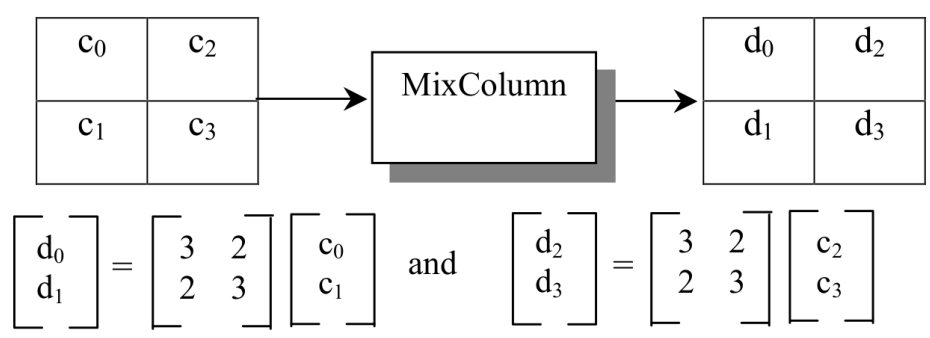 c₀ c₂ MixColumn d₀ d₂
c₁ c₃ d₁ d₃
[d₀] = [3 2] [c₀] and [d₂] = [3 2] [c₂]
[d₁] [2 3] [c₁] [d₃] [2 3] [c₃]